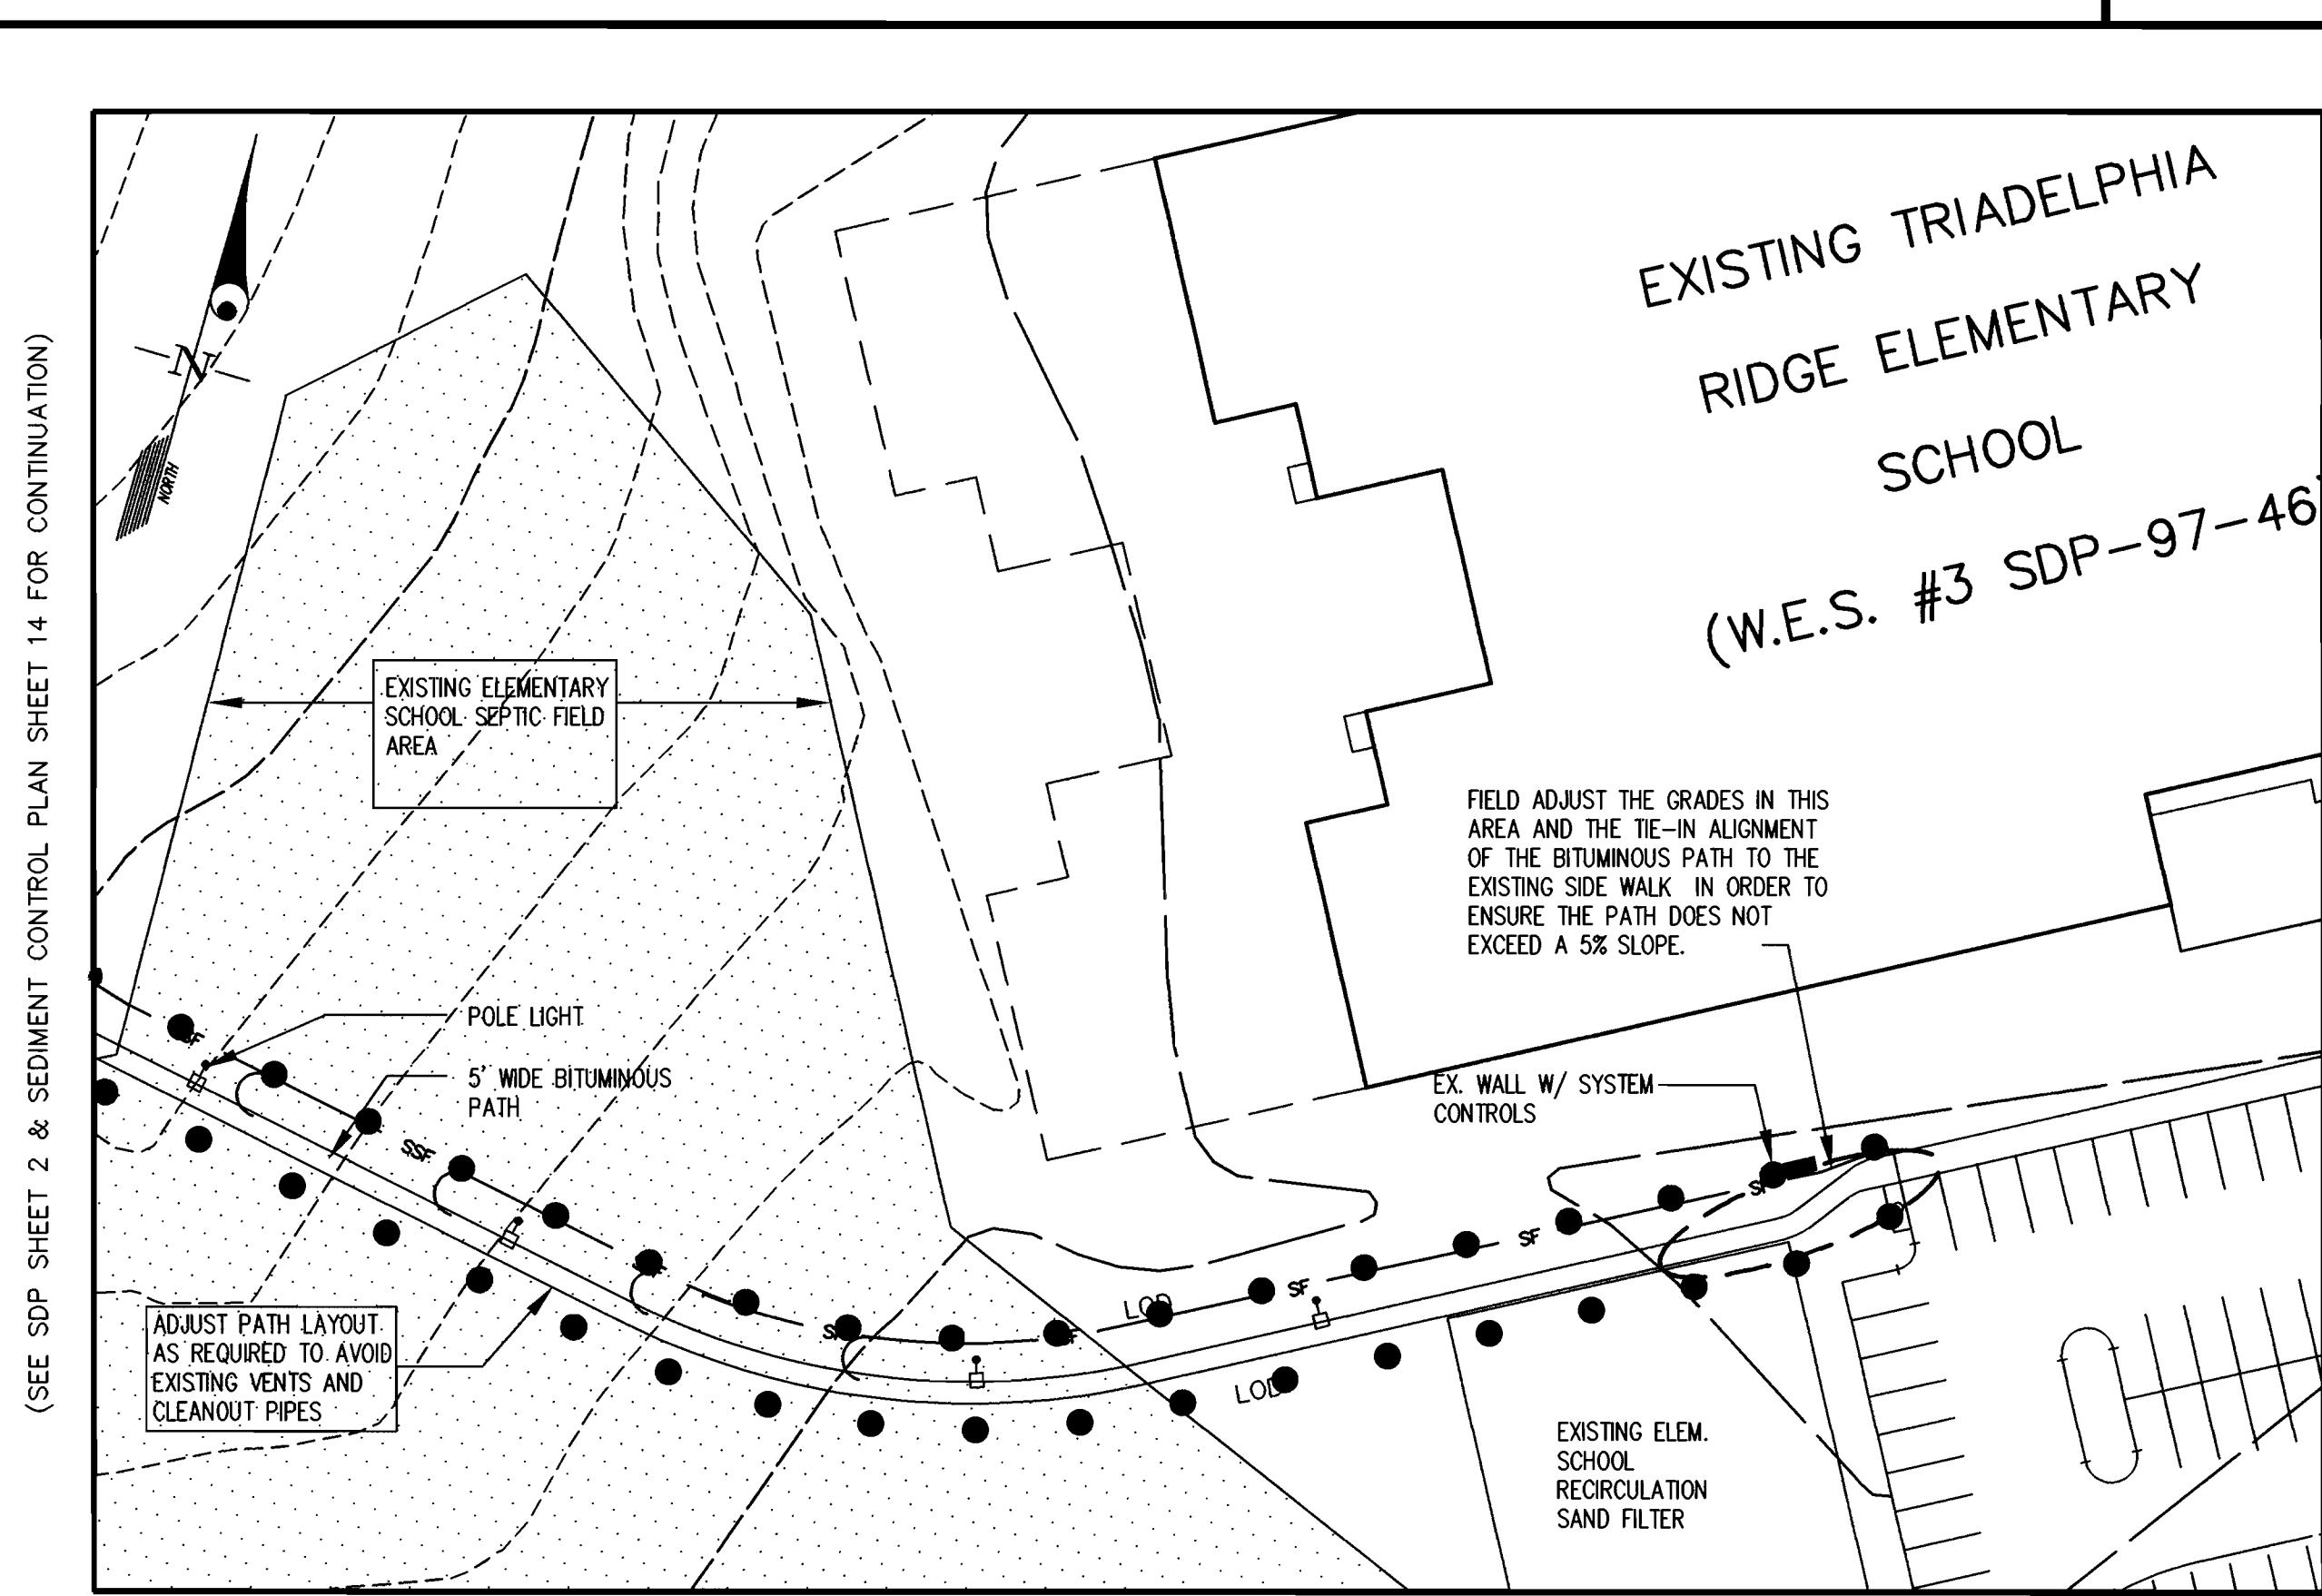 (SEE SDP SHEET 2 & SEDIMENT CONTROL PLAN SHEET 14 FOR CONTINUATION)
N
NORTH
EXISTING TRIADELPHIA
RIDGE ELEMENTARY
SCHOOL
(W.E.S. #3 SDP-97-46
EXISTING ELEMENTARY
SCHOOL SEPTIC FIELD
AREA
FIELD ADJUST THE GRADES IN THIS
AREA AND THE TIE-IN ALIGNMENT
OF THE BITUMINOUS PATH TO THE
EXISTING SIDE WALK IN ORDER TO
ENSURE THE PATH DOES NOT
EXCEED A 5% SLOPE.
POLE LIGHT
5' WIDE BITUMINOUS
PATH
EX. WALL W/ SYSTEM
CONTROLS
SSF
SF
SF
LOD
LOD
ADJUST PATH LAYOUT
AS REQUIRED TO AVOID
EXISTING VENTS AND
CLEANOUT PIPES
EXISTING ELEM.
SCHOOL
RECIRCULATION
SAND FILTER